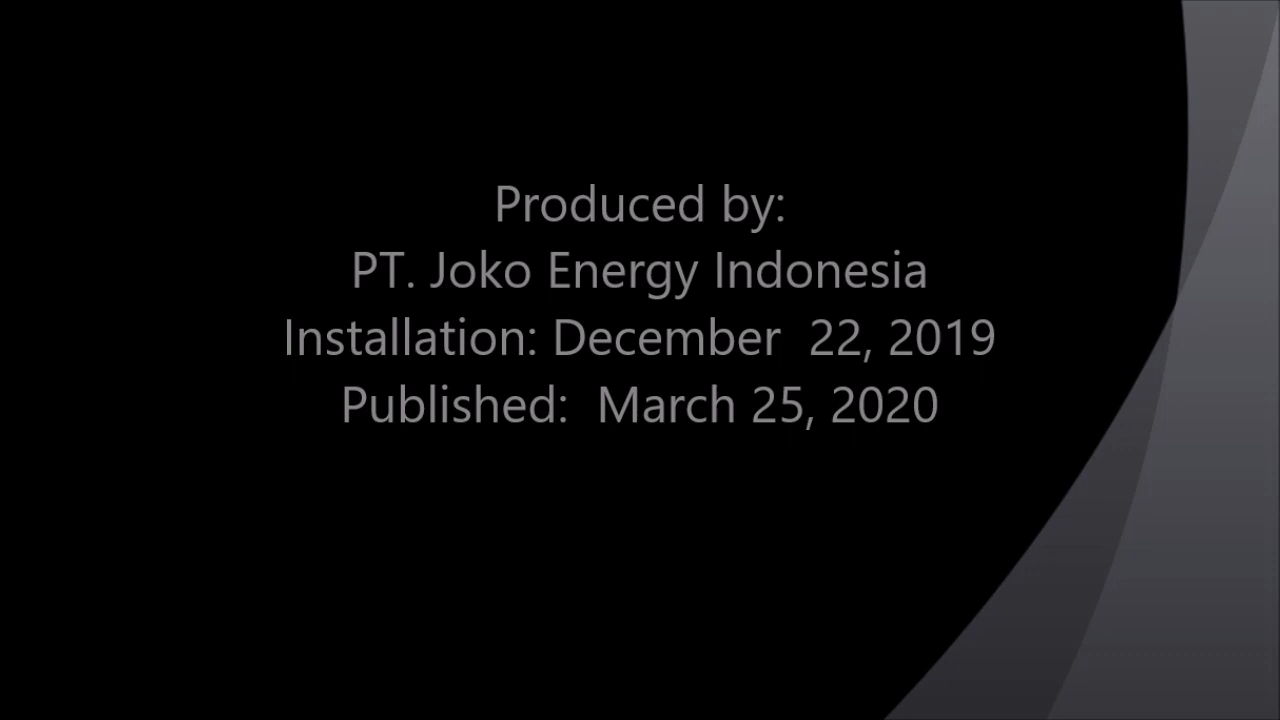 Produced by:
PT. Joko Energy Indonesia
Installation: December  22, 2019
Published:  March 25, 2020